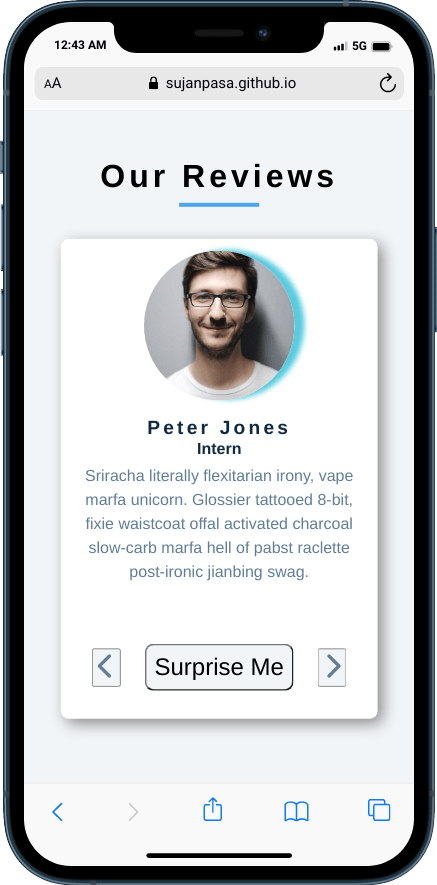 12:43 AM
5G
AA
sujanpasa.github.io
Our Reviews
Peter Jones
Intern
Sriracha literally flexitarian irony, vape
marfa unicorn. Glossier tattooed 8-bit,
fixie waistcoat offal activated charcoal
slow-carb marfa hell of pabst raclette
post-ironic jianbing swag.
Surprise Me